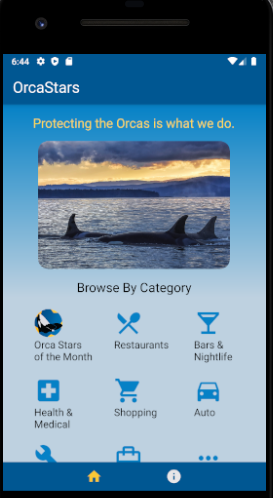 6:44
OrcaStars
Protecting the Orcas is what we do.
Browse By Category
Orca Stars
of the Month
Restaurants
Bars &
Nightlife
Health &
Medical
Shopping
Auto